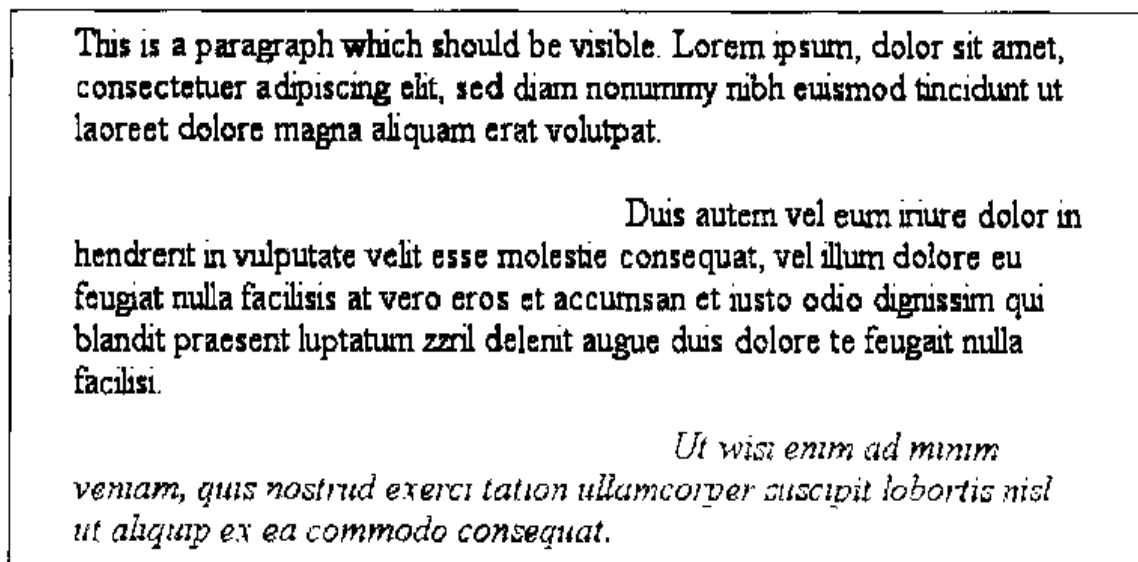 This is a paragraph which should be visible. Lorem ipsum, dolor sit amet,
consectetuer adipiscing elit, sed diam nonummy nibh euismod tincidunt ut
laoreet dolore magna aliquam erat volutpat.
Duis autem vel eum iriure dolor in
hendrerit in vulputate velit esse molestie consequat, vel illum dolore eu
feugiat nulla facilisis at vero eros et accumsan et iusto odio dignissim qui
blandit praesent luptatum zzril delenit augue duis dolore te feugait nulla
facilisi.
Ut wisi enim ad minim
veniam, quis nostrud exerci tation ullamcorper suscipit lobortis nisl
ut aliquip ex ea commodo consequat.